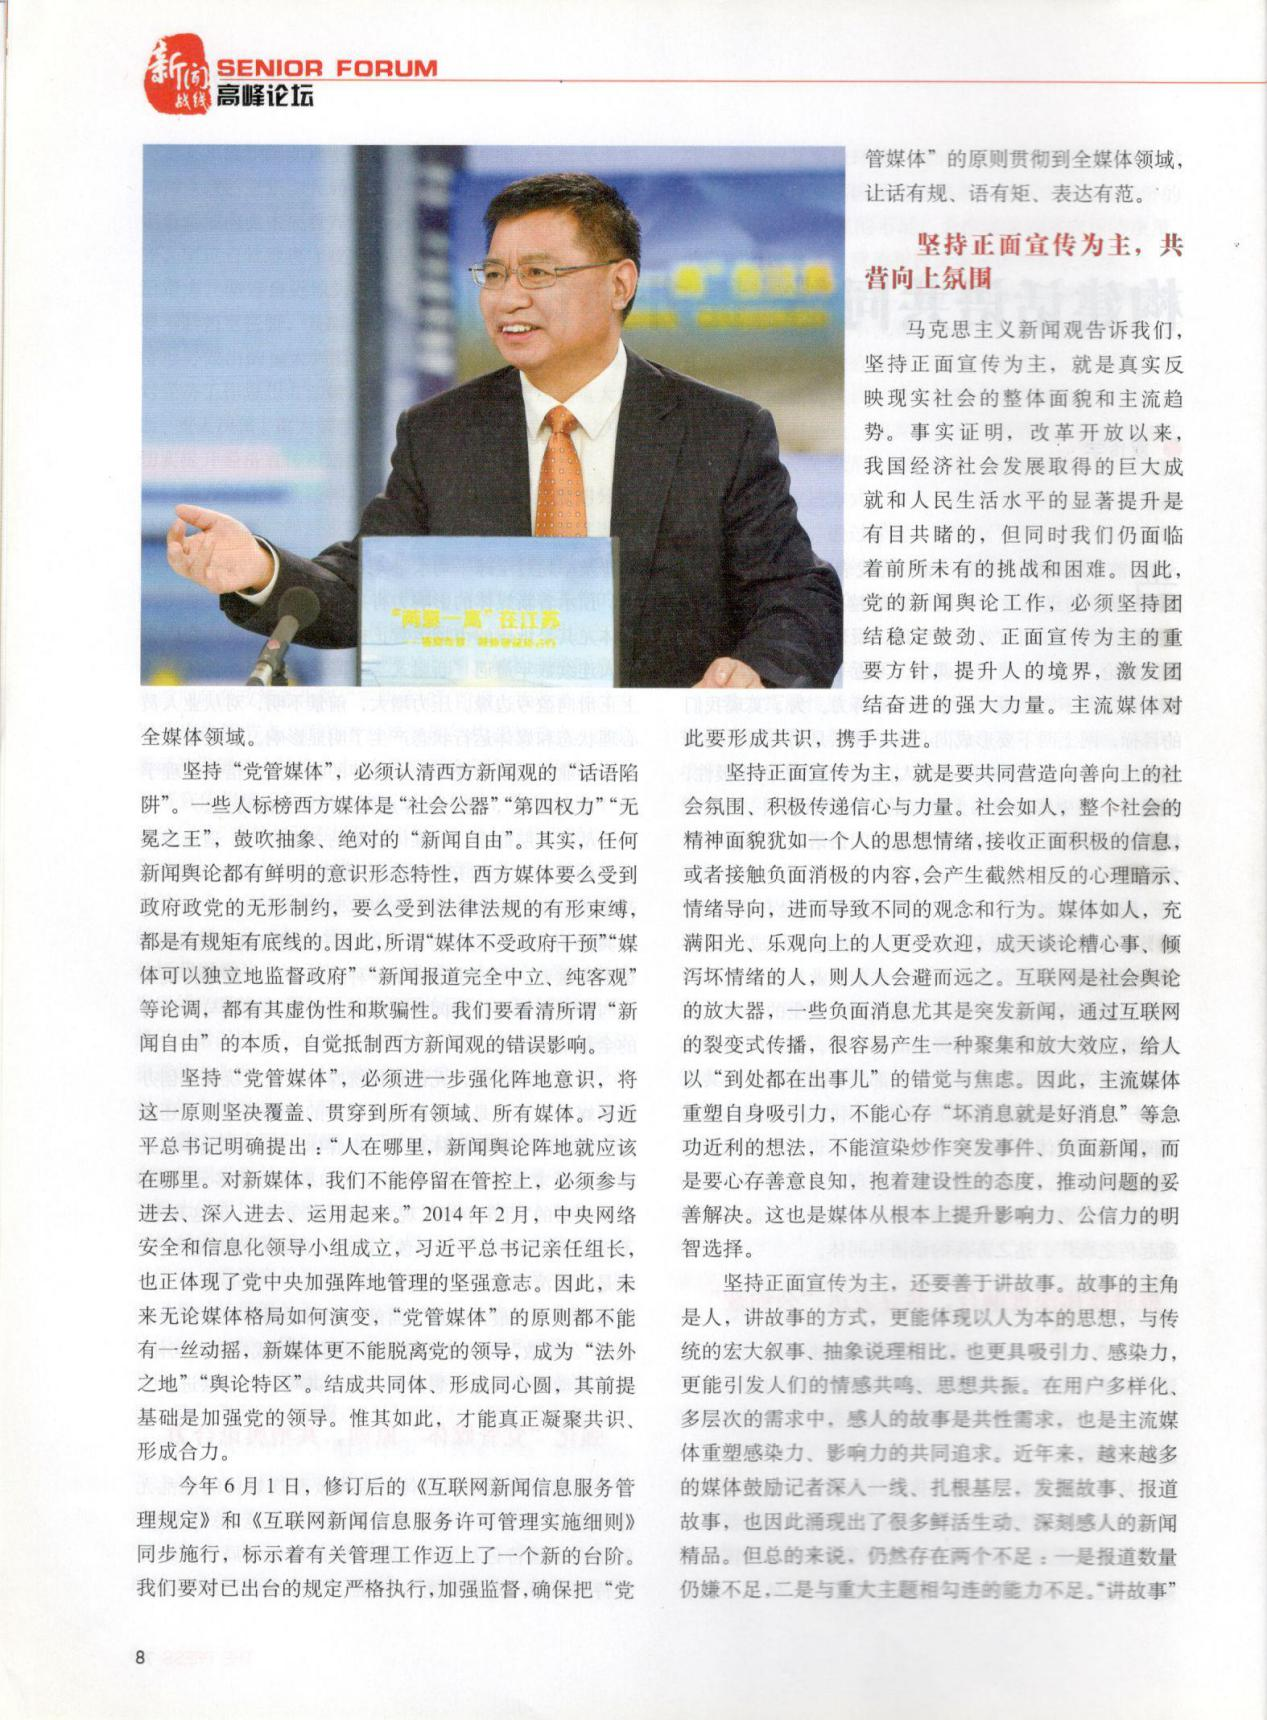 新闻战线
SENIOR FORUM
高峰论坛
“两聚一高”在江苏
全媒体领域。
坚持“党管媒体”，必须认清西方新闻观的“话语陷
阱”。一些人标榜西方媒体是“社会公器”“第四权力”“无
冕之王”，鼓吹抽象、绝对的“新闻自由”。其实，任何
新闻舆论都有鲜明的意识形态特性，西方媒体要么受到
政府政党的无形制约，要么受到法律法规的有形束缚，
都是有规矩有底线的。因此，所谓“媒体不受政府干预”“媒
体可以独立地监督政府”“新闻报道完全中立、纯客观”
等论调，都有其虚伪性和欺骗性。我们要看清所谓“新
闻自由”的本质，自觉抵制西方新闻观的错误影响。
坚持“党管媒体”，必须进一步强化阵地意识，将
这一原则坚决覆盖、贯穿到所有领域、所有媒体。习近
平总书记明确提出：“人在哪里，新闻舆论阵地就应该
在哪里。对新媒体，我们不能停留在管控上，必须参与
进去、深入进去、运用起来。”2014年2月，中央网络
安全和信息化领导小组成立，习近平总书记亲任组长，
也正体现了党中央加强阵地管理的坚强意志。因此，未
来无论媒体格局如何演变，“党管媒体”的原则都不能
有一丝动摇，新媒体更不能脱离党的领导，成为“法外
之地”“舆论特区”。结成共同体、形成同心圆，其前提
基础是加强党的领导。惟其如此，才能真正凝聚共识、
形成合力。
今年6月1日，修订后的《互联网新闻信息服务管
理规定》和《互联网新闻信息服务许可管理实施细则》
同步施行，标示着有关管理工作迈上了一个新的台阶。
我们要对已出台的规定严格执行，加强监督，确保把“党
管媒体”的原则贯彻到全媒体领域，
让话有规、语有矩、表达有范。
坚持正面宣传为主，共
营向上氛围
马克思主义新闻观告诉我们，
坚持正面宣传为主，就是真实反
映现实社会的整体面貌和主流趋
势。事实证明，改革开放以来，
我国经济社会发展取得的巨大成
就和人民生活水平的显著提升是
有目共睹的，但同时我们仍面临
着前所未有的挑战和困难。因此，
党的新闻舆论工作，必须坚持团
结稳定鼓劲、正面宣传为主的重
要方针，提升人的境界，激发团
结奋进的强大力量。主流媒体对
此要形成共识，携手共进。
坚持正面宣传为主，就是要共同营造向善向上的社
会氛围、积极传递信心与力量。社会如人，整个社会的
精神面貌犹如一个人的思想情绪，接收正面积极的信息，
或者接触负面消极的内容，会产生截然相反的心理暗示、
情绪导向，进而导致不同的观念和行为。媒体如人，充
满阳光、乐观向上的人更受欢迎，成天谈论糟心事、倾
泻坏情绪的人，则人人会避而远之。互联网是社会舆论
的放大器，一些负面消息尤其是突发新闻，通过互联网
的裂变式传播，很容易产生一种聚集和放大效应，给人
以“到处都在出事儿”的错觉与焦虑。因此，主流媒体
重塑自身吸引力，不能心存“坏消息就是好消息”等急
功近利的想法，不能渲染炒作突发事件、负面新闻，而
是要心存善意良知，抱着建设性的态度，推动问题的妥
善解决。这也是媒体从根本上提升影响力、公信力的明
智选择。
坚持正面宣传为主，还要善于讲故事。故事的主角
是人，讲故事的方式，更能体现以人为本的思想，与传
统的宏大叙事、抽象说理相比，也更具吸引力、感染力，
更能引发人们的情感共鸣、思想共振。在用户多样化、
多层次的需求中，感人的故事是共性需求，也是主流媒
体重塑感染力、影响力的共同追求。近年来，越来越多
的媒体鼓励记者深入一线、扎根基层，发掘故事、报道
故事，也因此涌现出了很多鲜活生动、深刻感人的新闻
精品。但总的来说，仍然存在两个不足：一是报道数量
仍嫌不足，二是与重大主题相勾连的能力不足。“讲故事”
8